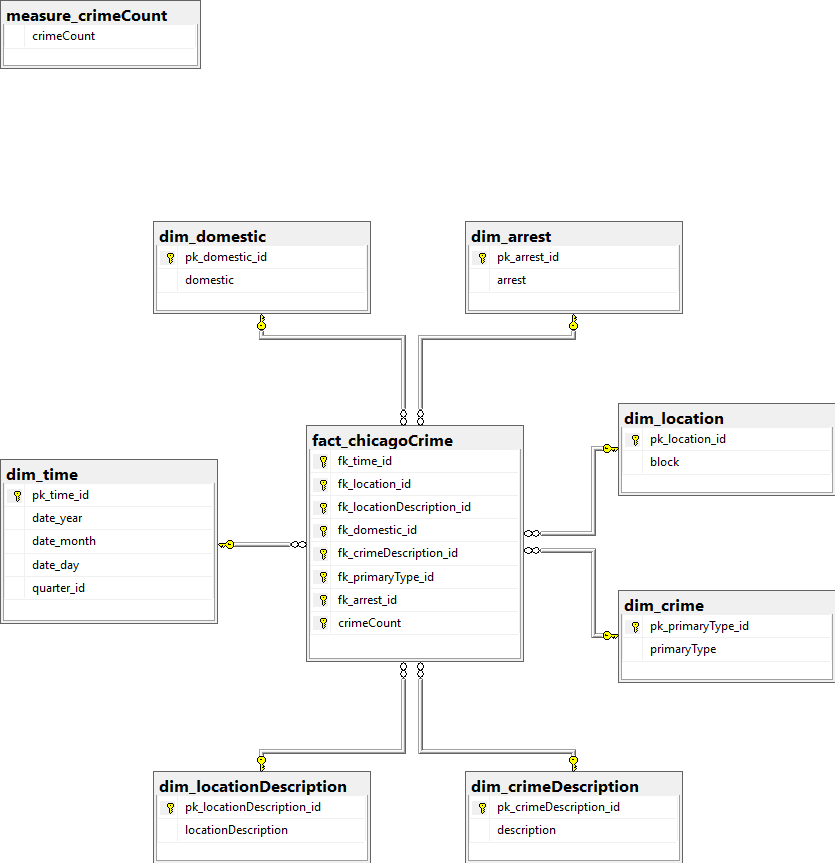 measure_crimeCount
crimeCount
dim_domestic
pk_domestic_id
domestic
dim_arrest
pk_arrest_id
arrest
dim_time
pk_time_id
date_year
date_month
date_day
quarter_id
fact_chicagoCrime
fk_time_id
fk_location_id
fk_locationDescription_id
fk_domestic_id
fk_crimeDescription_id
fk_primaryType_id
fk_arrest_id
crimeCount
dim_location
pk_location_id
block
dim_crime
pk_primaryType_id
primaryType
dim_locationDescription
pk_locationDescription_id
locationDescription
dim_crimeDescription
pk_crimeDescription_id
description